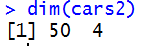 > dim(cars2)
[1] 50  4